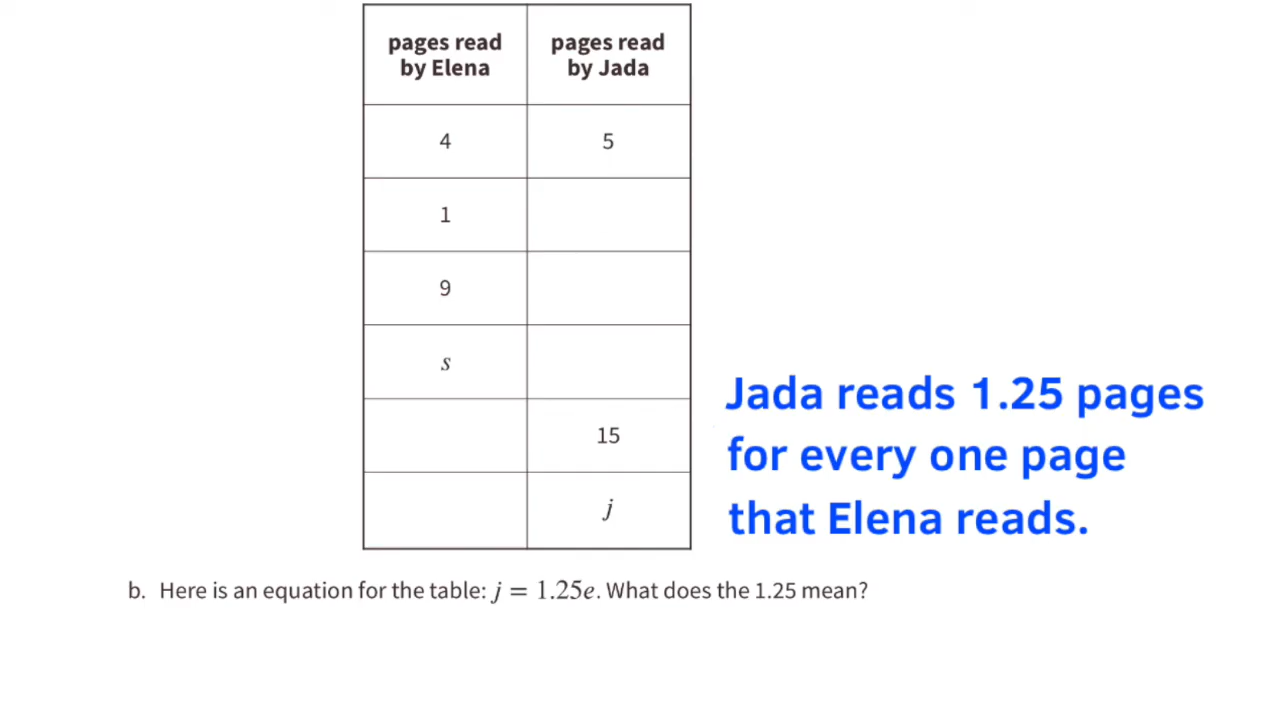 pages read pages read
by Elena by Jada
4 5
1
9
s
15
j
Jada reads 1.25 pages
for every one page
that Elena reads.
b. Here is an equation for the table: j = 1.25e. What does the 1.25 mean?